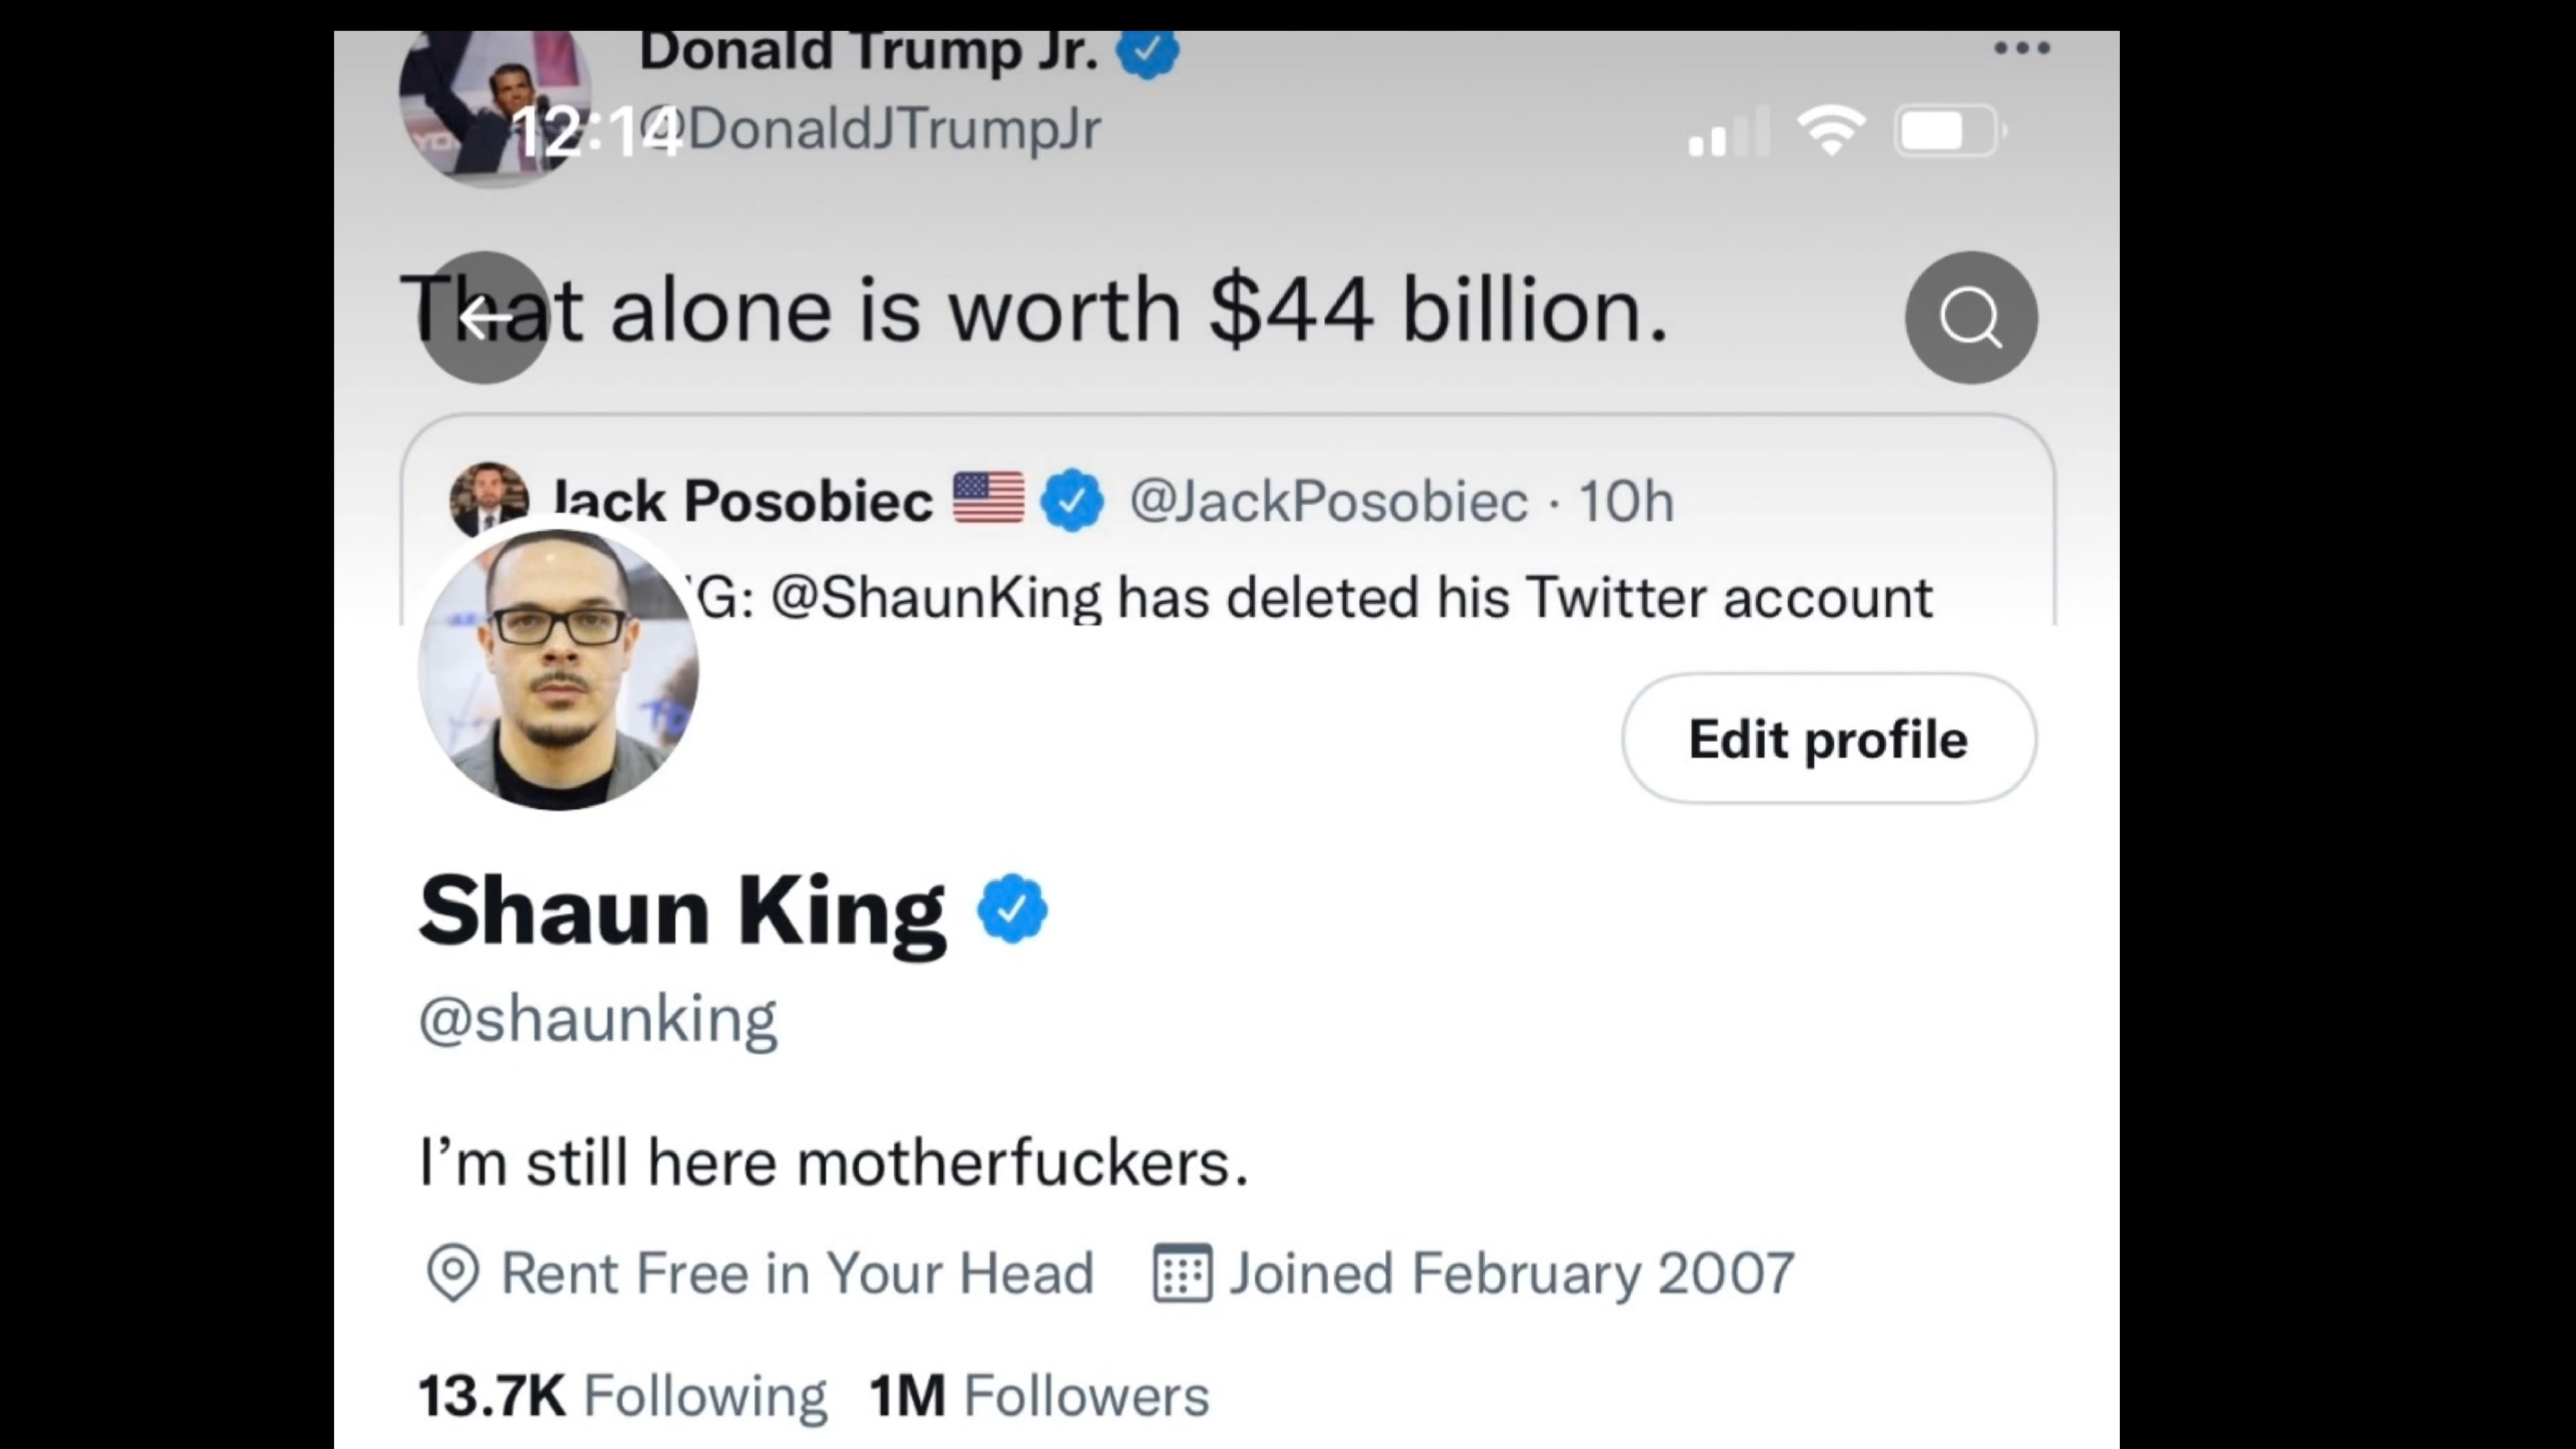 Donald Trump Jr.
12:14
@DonaldJTrumpJr
That alone is worth $44 billion.
Jack Posobiec 🇺🇸 @JackPosobiec · 10h
G: @ShaunKing has deleted his Twitter account
Edit profile
Shaun King
@shaunking
I’m still here motherfuckers.
Rent Free in Your Head Joined February 2007
13.7K Following 1M Followers